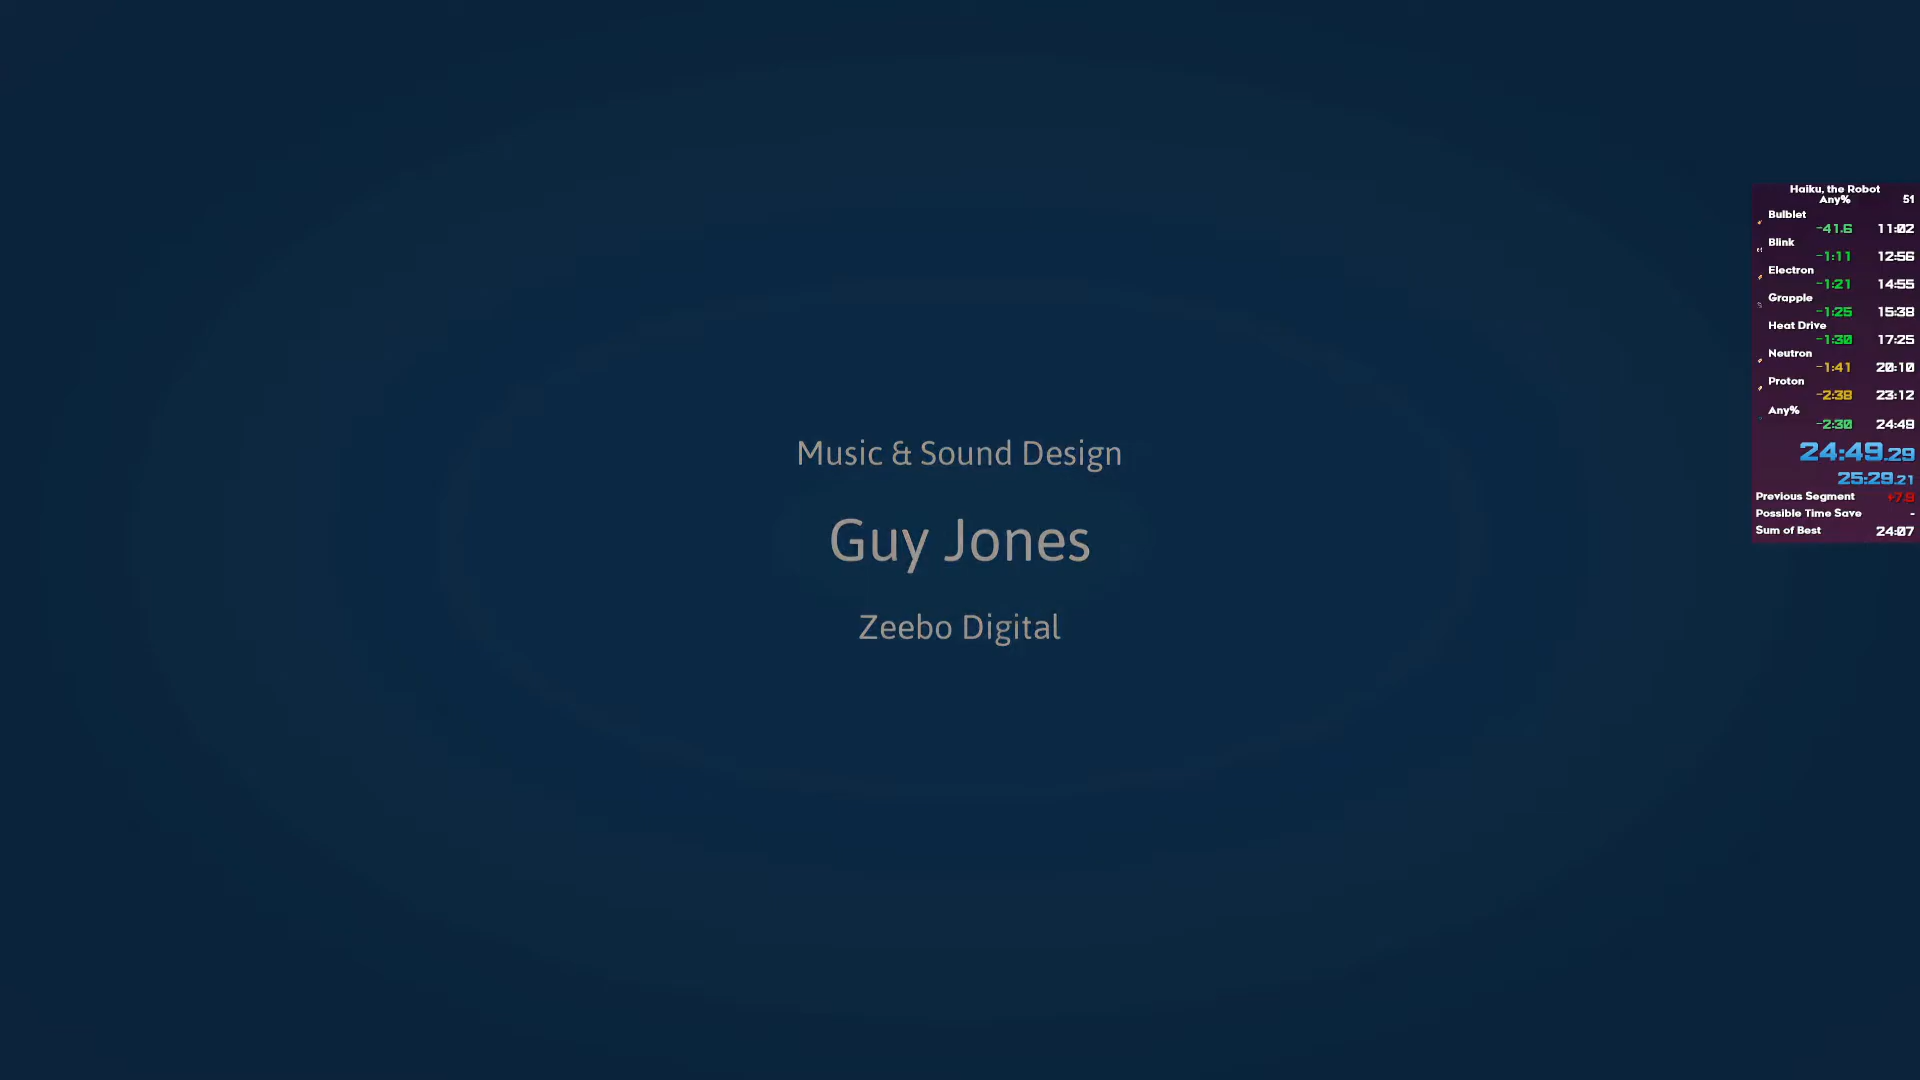 Music & Sound Design
Guy Jones
Zeebo Digital
Haiku, the Robot
Any% 51
Bulblet
-41.6 11:02
Blink
-1:11 12:56
Electron
-1:21 14:55
Grapple
-1:25 15:38
Heat Drive
-1:30 17:25
Neutron
-1:41 20:10
Proton
-2:38 23:12
Any%
-2:30 24:49
24:49.29
25:29.21
Previous Segment +7.9
Possible Time Save -
Sum of Best 24:07